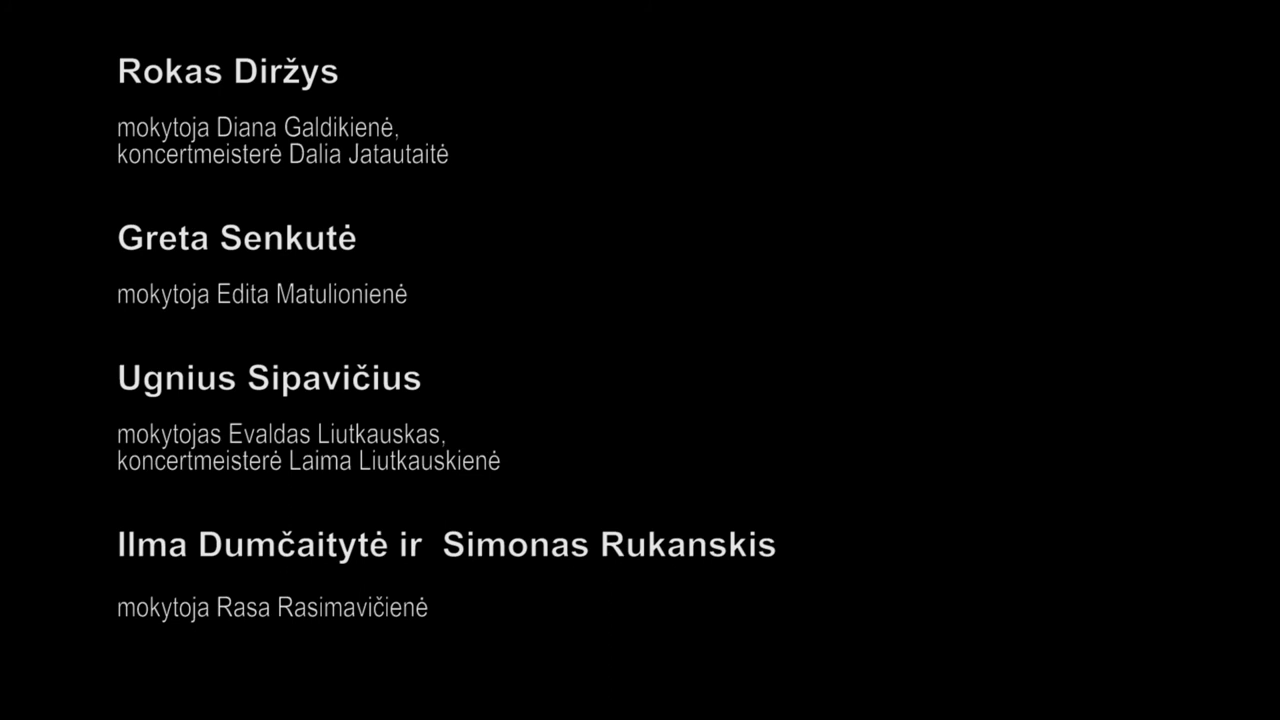 Rokas Diržys
mokytoja Diana Galdikienė,
koncertmeisterė Dalia Jatautaitė
Greta Senkutė
mokytoja Edita Matulionienė
Ugnius Sipavičius
mokytojas Evaldas Liutkauskas,
koncertmeisterė Laima Liutkauskienė
Ilma Dumčaitytė ir  Simonas Rukanskis
mokytoja Rasa Rasimavičienė